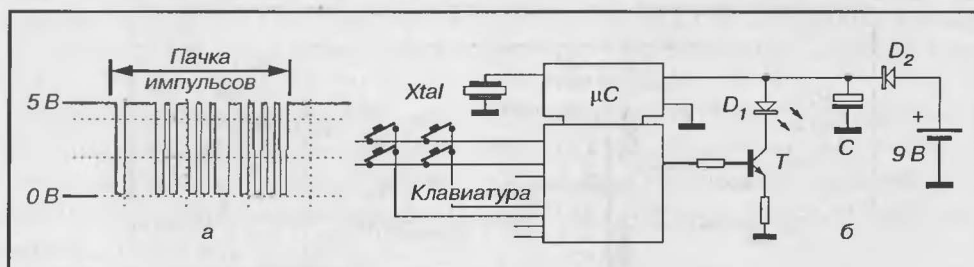 Пачка
импульсов
5 В
0 В
а
Xtal
Клавиатура
µC
D1
T
C
D2
+
9 В
б